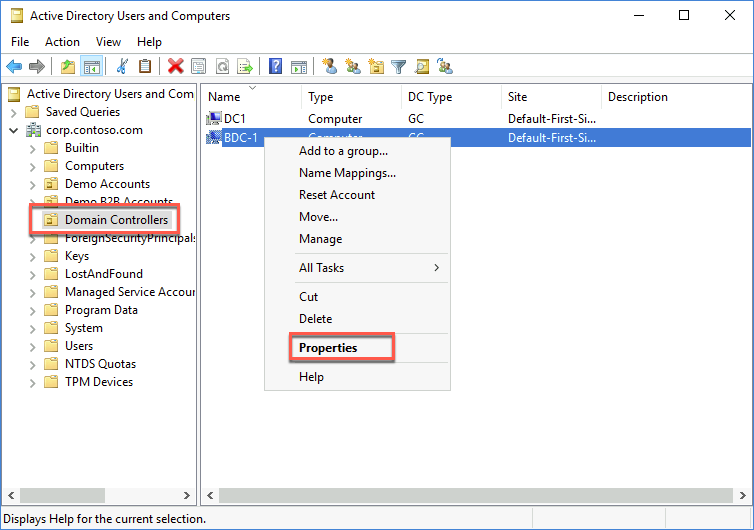 Active Directory Users and Computers
File Action View Help
Active Directory Users and Com
Saved Queries
corp.contoso.com
Builtin
Computers
Demo Accounts
Demo B2B Accounts
Domain Controllers
ForeignSecurityPrincipals
Keys
LostAndFound
Managed Service Accour
Program Data
System
Users
NTDS Quotas
TPM Devices
Name Type DC Type Site Description
DC1 Computer GC Default-First-Si...
BDC-1 Computer GC Default-First-Si...
Add to a group...
Name Mappings...
Reset Account
Move...
Manage
All Tasks
Cut
Delete
Properties
Help
Displays Help for the current selection.